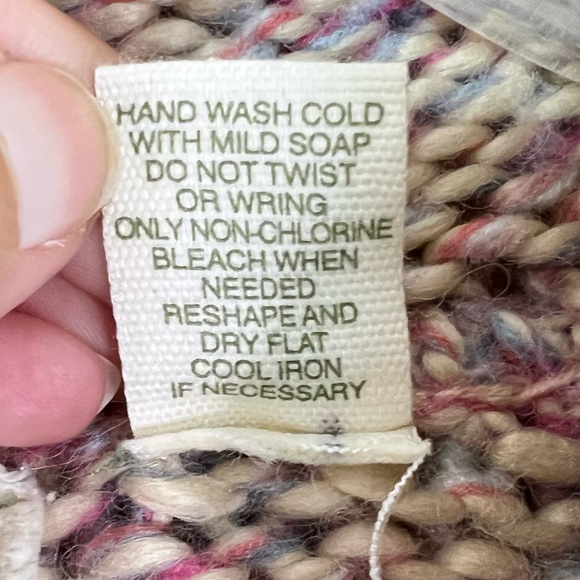 HAND WASH COLD
WITH MILD SOAP
DO NOT TWIST
OR WRING
ONLY NON-CHLORINE
BLEACH WHEN
NEEDED
RESHAPE AND
DRY FLAT
COOL IRON
IF NECESSARY